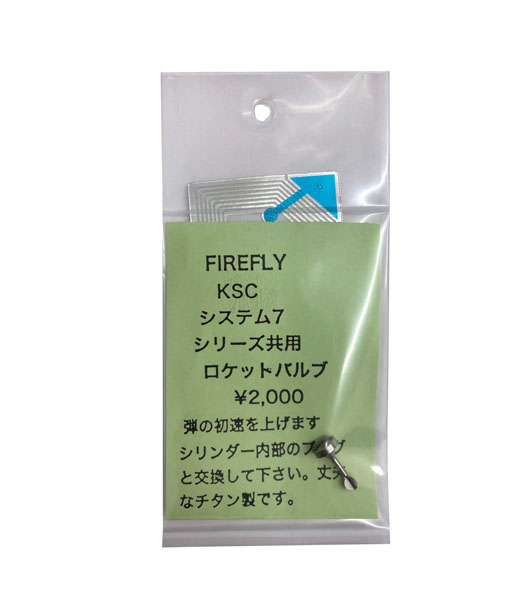 FIREFLY
KSC
システム7
シリーズ共用
ロケットバルブ
¥2,000
弾の初速を上げます
シリンダー内部の
と交換して下さい。丈夫
なチタン製です。